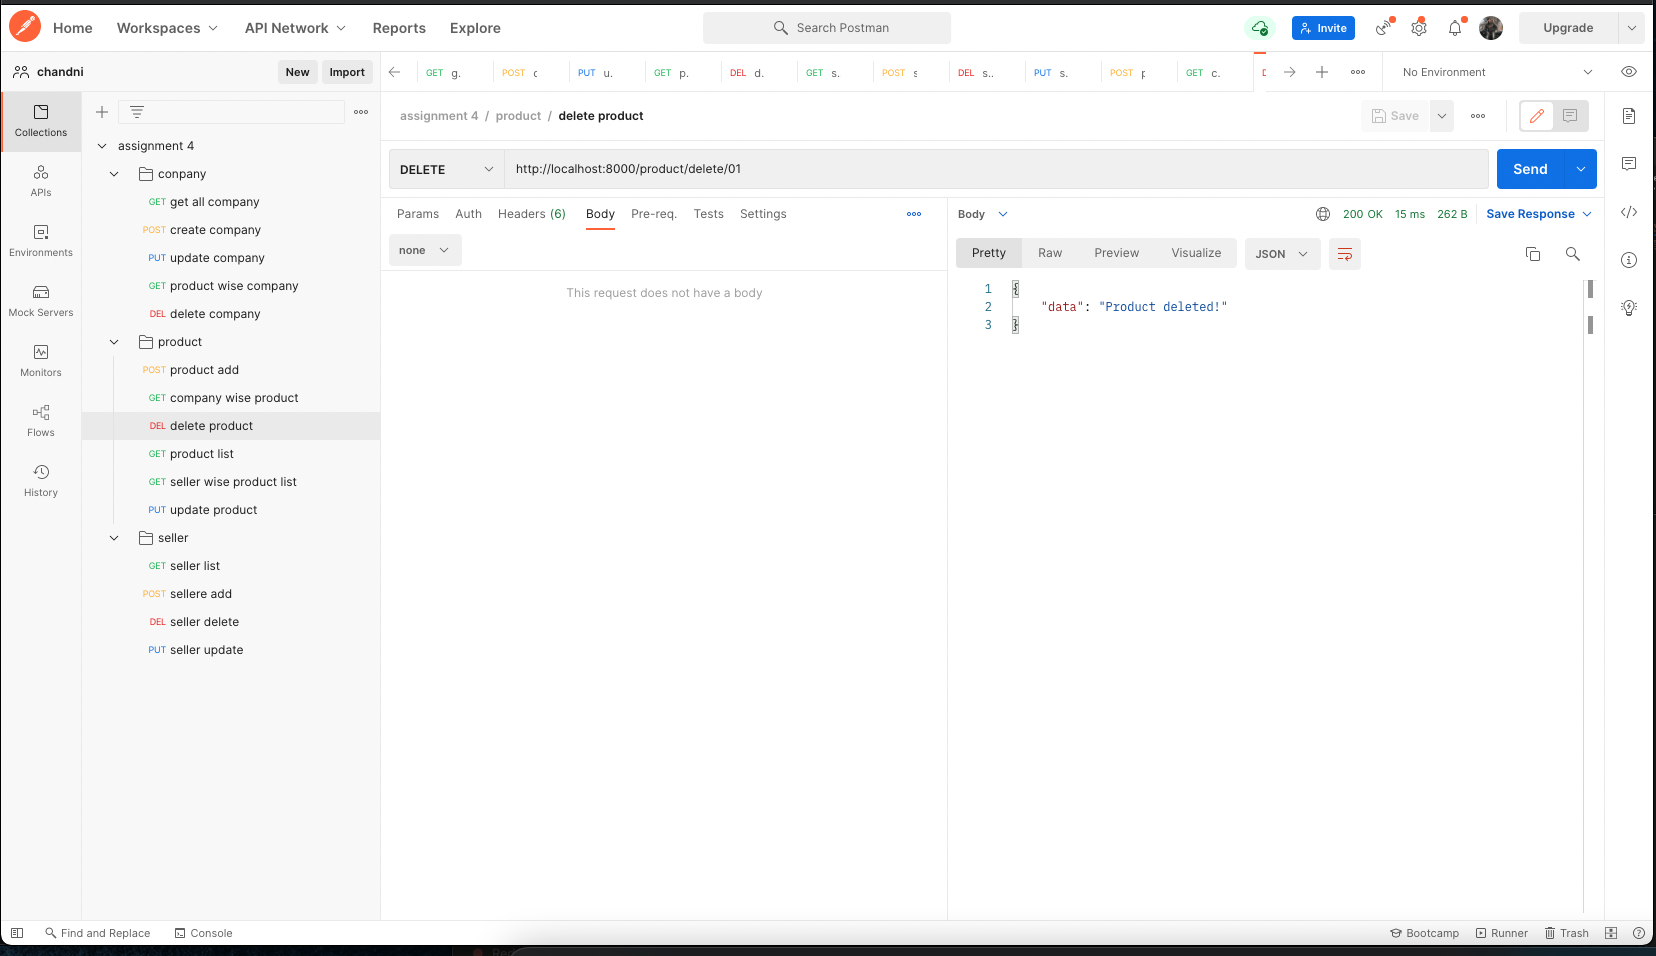 Home Workspaces API Network Reports Explore Search Postman Invite Upgrade
chandni New Import GET g. POST c PUT u. GET p. DEL d. GET s. POST s DEL s.. PUT s. POST p GET c. No Environment
Collections
APIs
Environments
Mock Servers
Monitors
Flows
History
assignment 4
conpany
GET get all company
POST create company
PUT update company
GET product wise company
DEL delete company
product
POST product add
GET company wise product
DEL delete product
GET product list
GET seller wise product list
PUT update product
seller
GET seller list
POST sellere add
DEL seller delete
PUT seller update
assignment 4 / product / delete product Save
DELETE http://localhost:8000/product/delete/01 Send
Params Auth Headers (6) Body Pre-req. Tests Settings
none
This request does not have a body
Body 200 OK 15 ms 262 B Save Response
Pretty Raw Preview Visualize JSON
1 {
2 "data": "Product deleted!"
3 }
Find and Replace Console Bootcamp Runner Trash